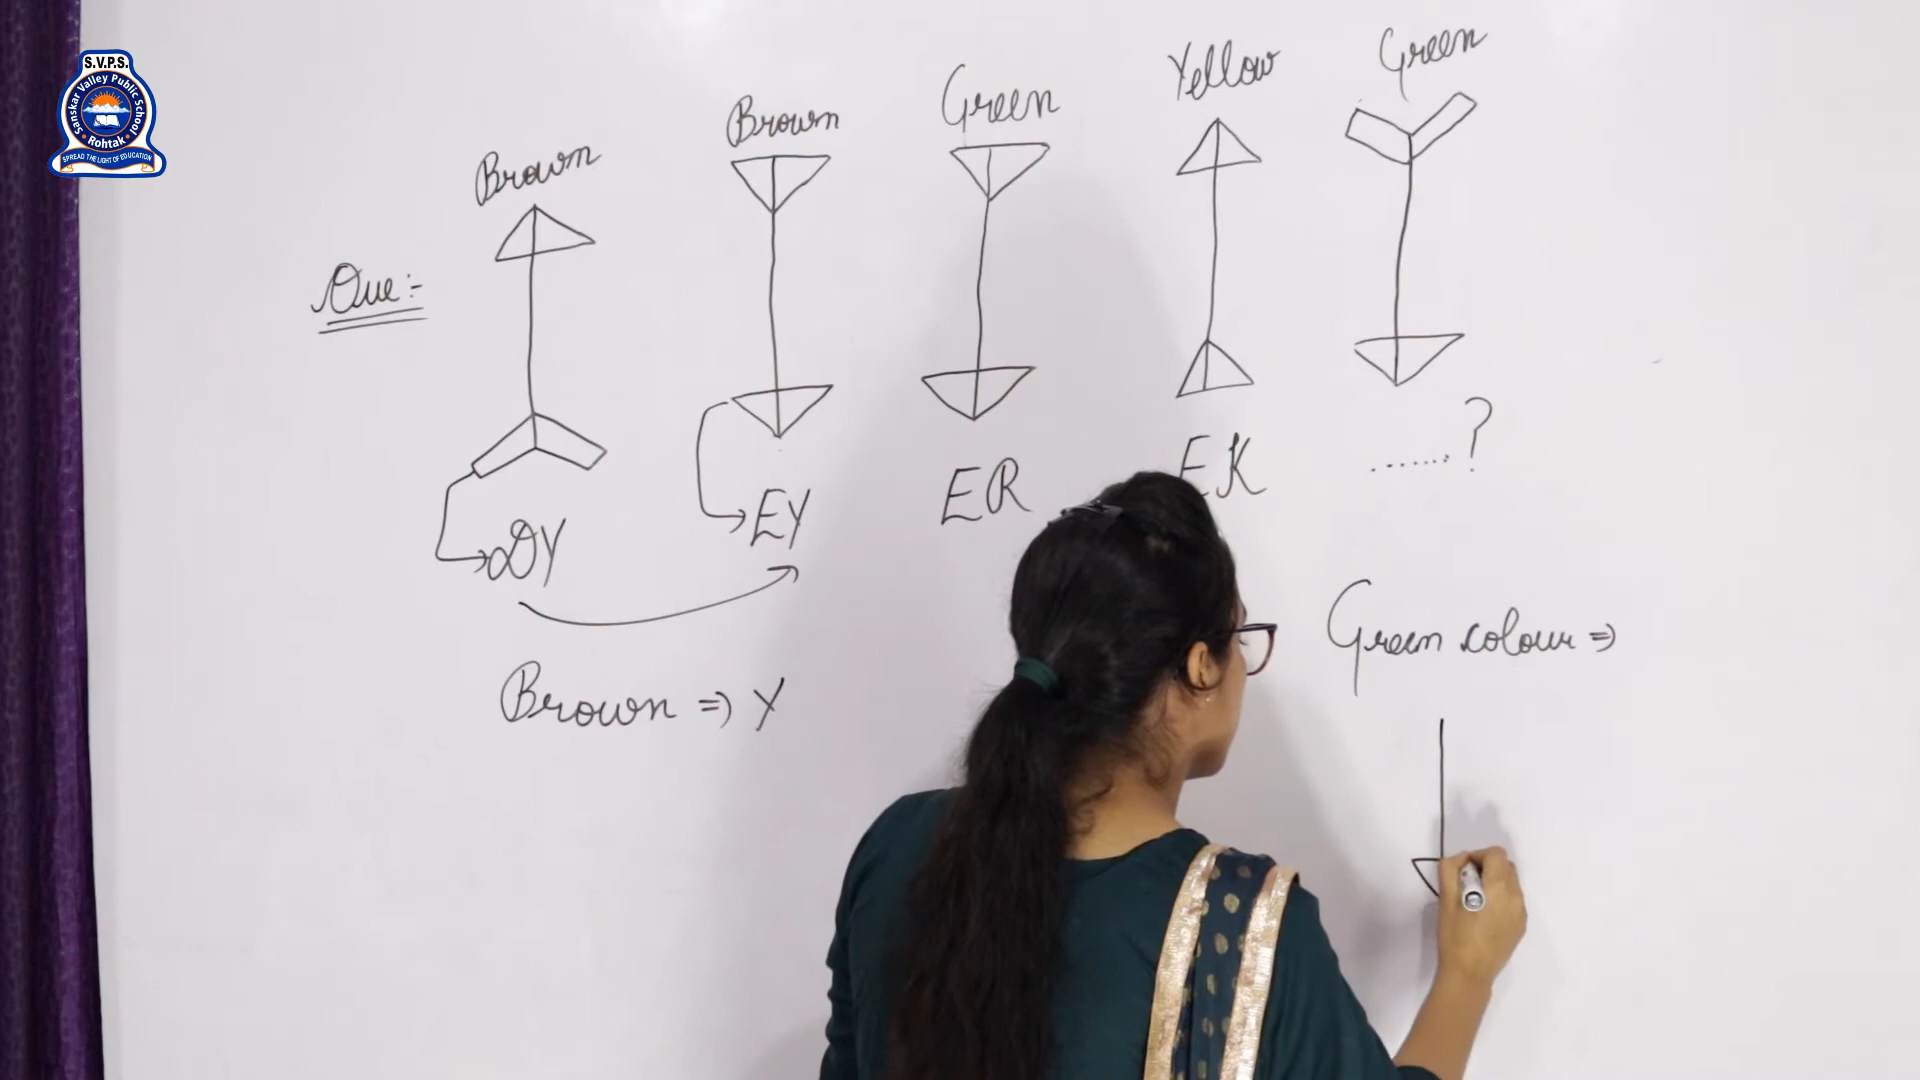 S.V.P.S.
Sanskar Valley Public School
Rohtak
SPREAD THE LIGHT OF EDUCATION
Brown
Brown
Green
Yellow
Green
Que:-
DY
EY
ER
EK
......?
Brown ⇒ Y
Green colour ⇒